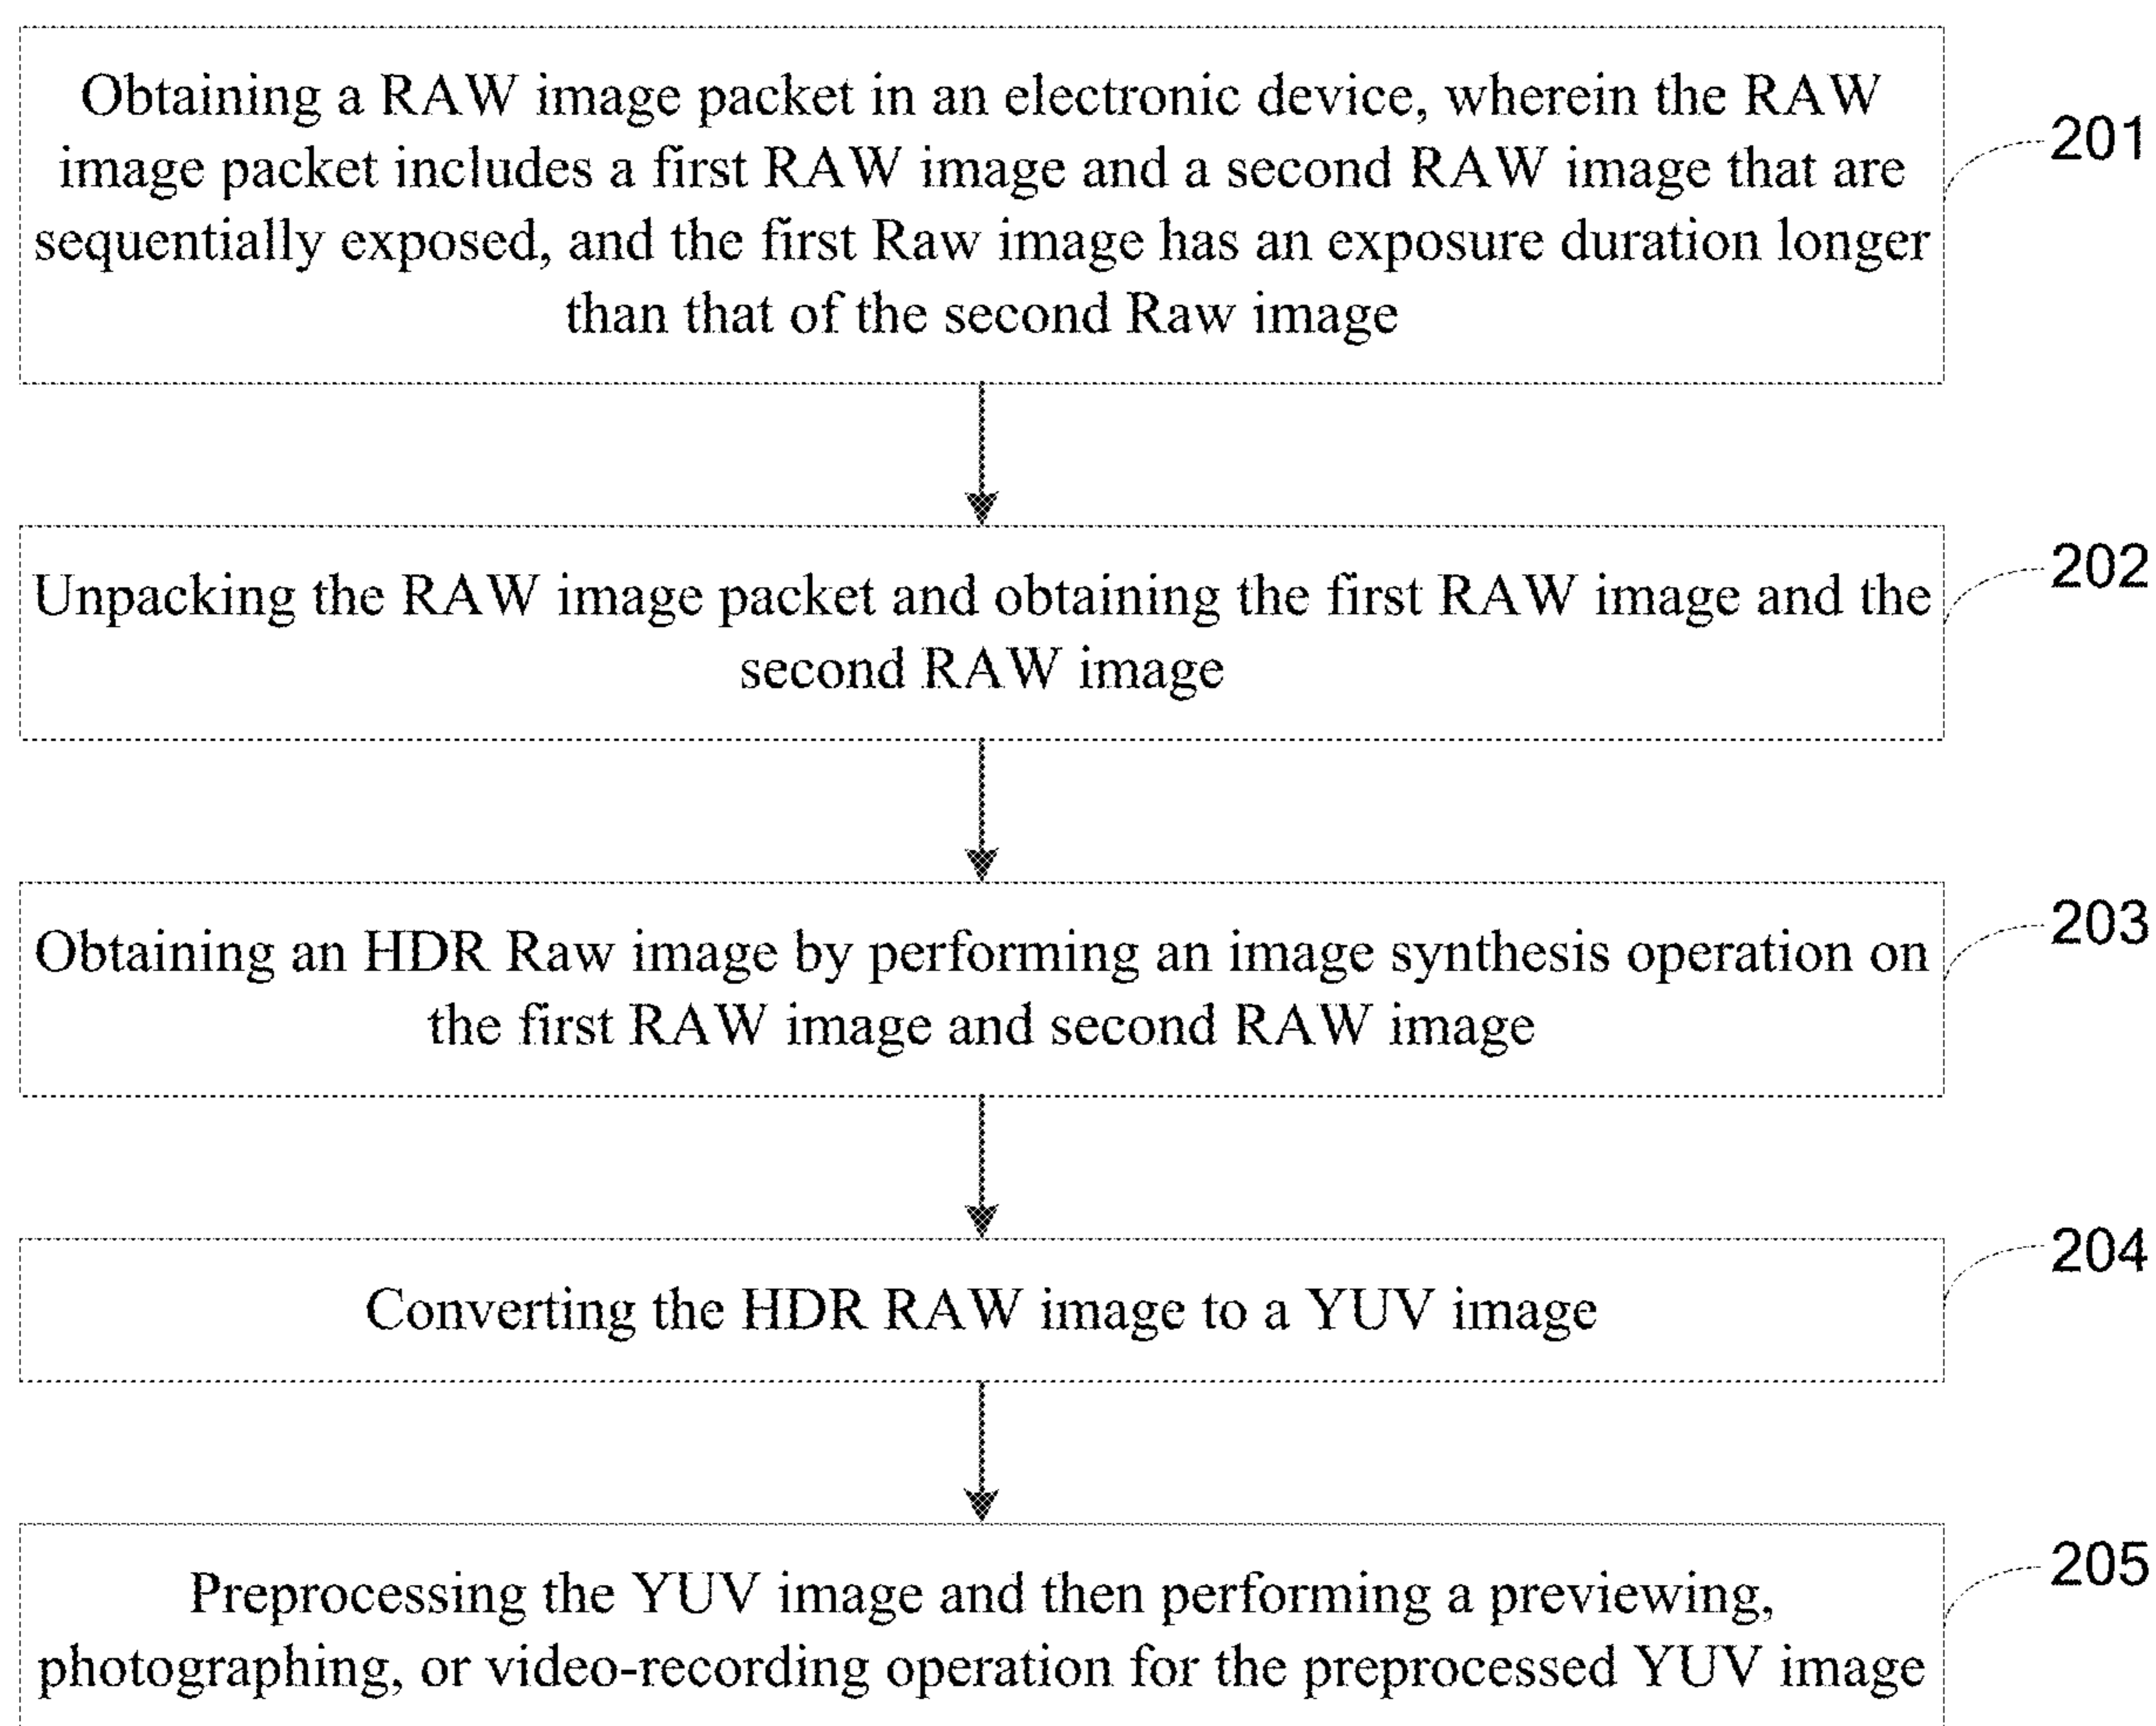 Obtaining a RAW image packet in an electronic device, wherein the RAW
image packet includes a first RAW image and a second RAW image that are
sequentially exposed, and the first Raw image has an exposure duration longer
than that of the second Raw image
201
Unpacking the RAW image packet and obtaining the first RAW image and the
second RAW image
202
Obtaining an HDR Raw image by performing an image synthesis operation on
the first RAW image and second RAW image
203
Converting the HDR RAW image to a YUV image
204
Preprocessing the YUV image and then performing a previewing,
photographing, or video-recording operation for the preprocessed YUV image
205